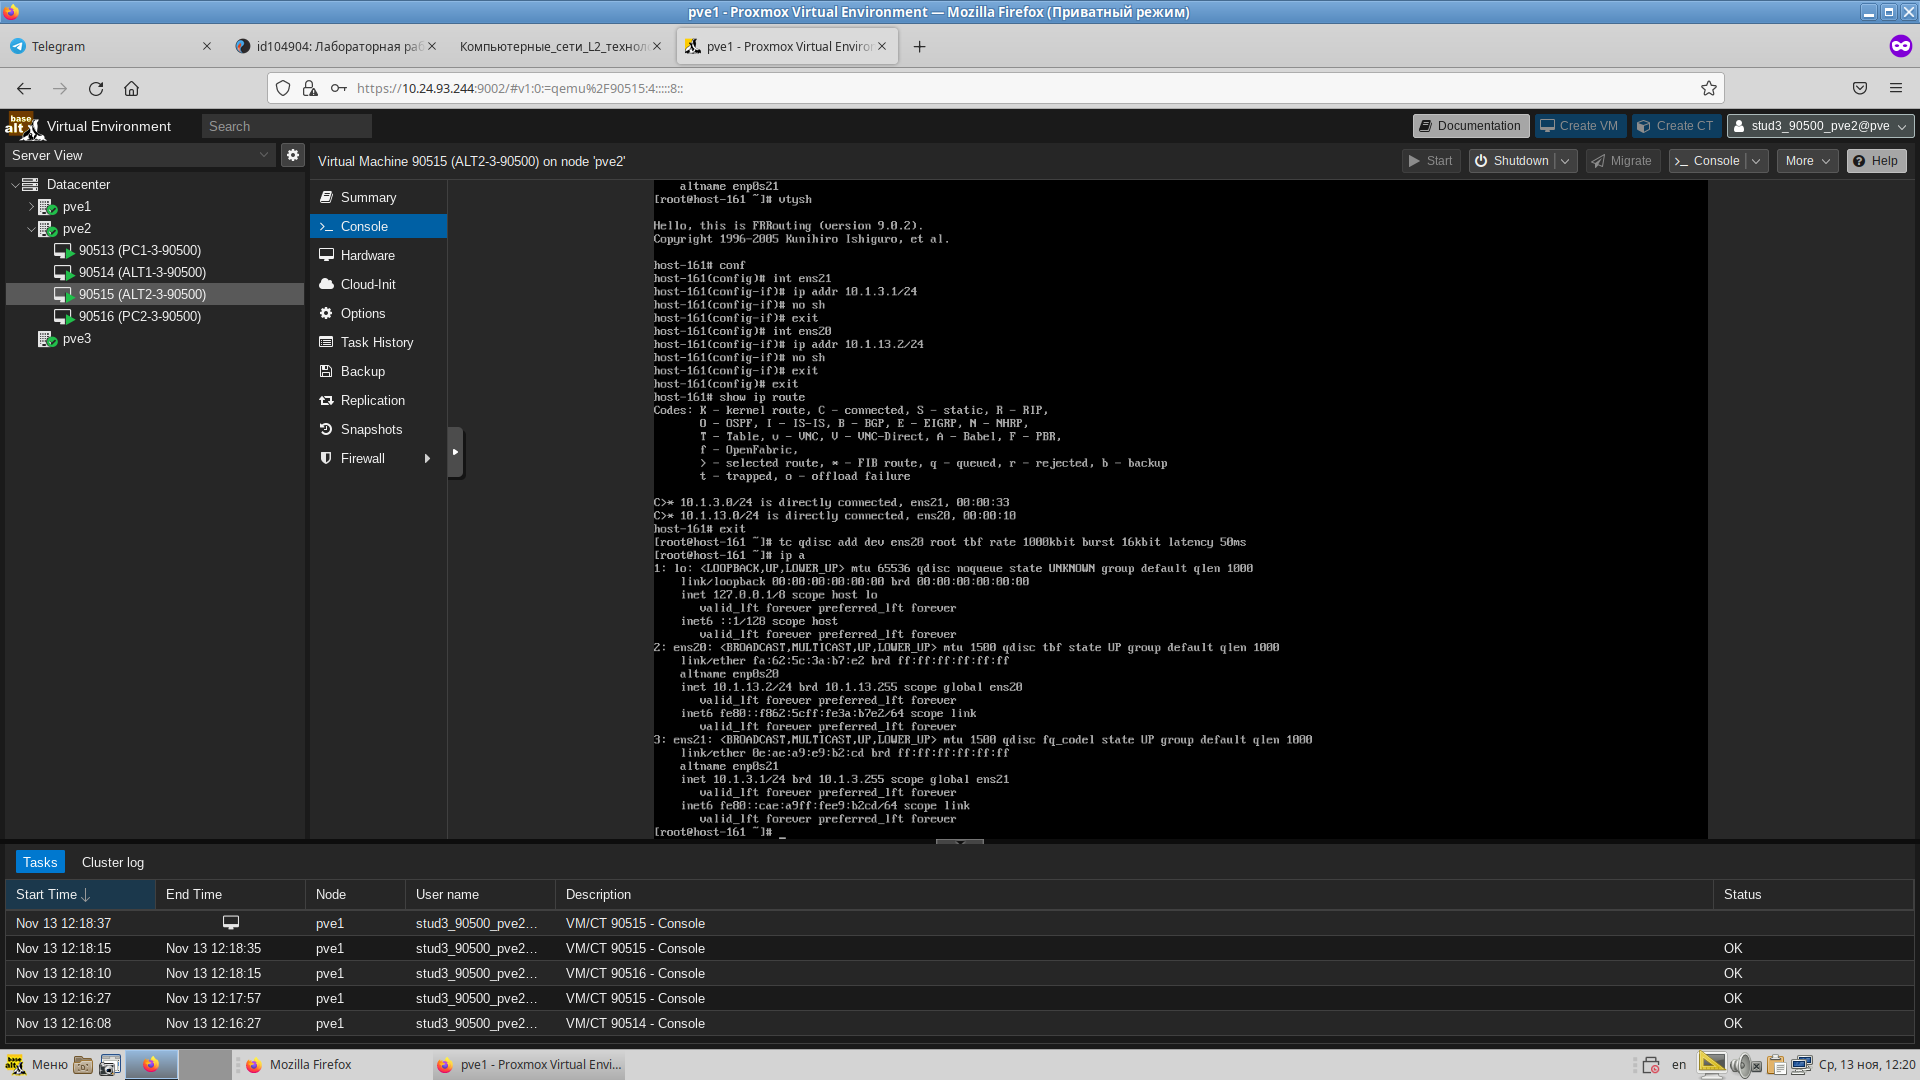 pve1 - Proxmox Virtual Environment — Mozilla Firefox (Приватный режим)
Telegram
id104904: Лабораторная раб
Компьютерные_сети_L2_технол
pve1 - Proxmox Virtual Enviror
https://10.24.93.244:9002/#v1:0:=qemu%2F90515:4:::::8::
base alt
Virtual Environment
Search
Documentation
Create VM
Create CT
stud3_90500_pve2@pve
Server View
Virtual Machine 90515 (ALT2-3-90500) on node 'pve2'
Start
Shutdown
Migrate
Console
More
Help
Datacenter
pve1
pve2
90513 (PC1-3-90500)
90514 (ALT1-3-90500)
90515 (ALT2-3-90500)
90516 (PC2-3-90500)
pve3
Summary
Console
Hardware
Cloud-Init
Options
Task History
Backup
Replication
Snapshots
Firewall
altname enp0s21
[root@host-161 ~]# vtysh
Hello, this is FRRouting (version 9.0.2).
Copyright 1996-2005 Kunihiro Ishiguro, et al.
host-161# conf
host-161(config)# int ens21
host-161(config-if)# ip addr 10.1.3.1/24
host-161(config-if)# no sh
host-161(config-if)# exit
host-161(config)# int ens20
host-161(config-if)# ip addr 10.1.13.2/24
host-161(config-if)# no sh
host-161(config-if)# exit
host-161(config)# exit
host-161# show ip route
Codes: K - kernel route, C - connected, S - static, R - RIP,
O - OSPF, I - IS-IS, B - BGP, E - EIGRP, N - NHRP,
T - Table, v - VNC, V - VNC-Direct, A - Babel, F - PBR,
f - OpenFabric,
> - selected route, * - FIB route, q - queued, r - rejected, b - backup
t - trapped, o - offload failure
C>* 10.1.3.0/24 is directly connected, ens21, 00:00:33
C>* 10.1.13.0/24 is directly connected, ens20, 00:00:10
host-161# exit
[root@host-161 ~]# tc qdisc add dev ens20 root tbf rate 1000kbit burst 16kbit latency 50ms
[root@host-161 ~]# ip a
1: lo: <LOOPBACK,UP,LOWER_UP> mtu 65536 qdisc noqueue state UNKNOWN group default qlen 1000
link/loopback 00:00:00:00:00:00 brd 00:00:00:00:00:00
inet 127.0.0.1/8 scope host lo
valid_lft forever preferred_lft forever
inet6 ::1/128 scope host
valid_lft forever preferred_lft forever
2: ens20: <BROADCAST,MULTICAST,UP,LOWER_UP> mtu 1500 qdisc tbf state UP group default qlen 1000
link/ether fa:62:5c:3a:b7:e2 brd ff:ff:ff:ff:ff:ff
altname enp0s20
inet 10.1.13.2/24 brd 10.1.13.255 scope global ens20
valid_lft forever preferred_lft forever
inet6 fe80::f862:5cff:fe3a:b7e2/64 scope link
valid_lft forever preferred_lft forever
3: ens21: <BROADCAST,MULTICAST,UP,LOWER_UP> mtu 1500 qdisc fq_codel state UP group default qlen 1000
link/ether 0e:ae:a9:e9:b2:cd brd ff:ff:ff:ff:ff:ff
altname enp0s21
inet 10.1.3.1/24 brd 10.1.3.255 scope global ens21
valid_lft forever preferred_lft forever
inet6 fe80::cae:a9ff:fee9:b2cd/64 scope link
valid_lft forever preferred_lft forever
[root@host-161 ~]# _
Tasks
Cluster log
Start Time End Time Node User name Description Status
Nov 13 12:18:37 pve1 stud3_90500_pve2... VM/CT 90515 - Console
Nov 13 12:18:15 Nov 13 12:18:35 pve1 stud3_90500_pve2... VM/CT 90515 - Console OK
Nov 13 12:18:10 Nov 13 12:18:15 pve1 stud3_90500_pve2... VM/CT 90516 - Console OK
Nov 13 12:16:27 Nov 13 12:17:57 pve1 stud3_90500_pve2... VM/CT 90515 - Console OK
Nov 13 12:16:08 Nov 13 12:16:27 pve1 stud3_90500_pve2... VM/CT 90514 - Console OK
base alt
Меню
Mozilla Firefox
pve1 - Proxmox Virtual Envi...
en
Ср, 13 ноя, 12:20